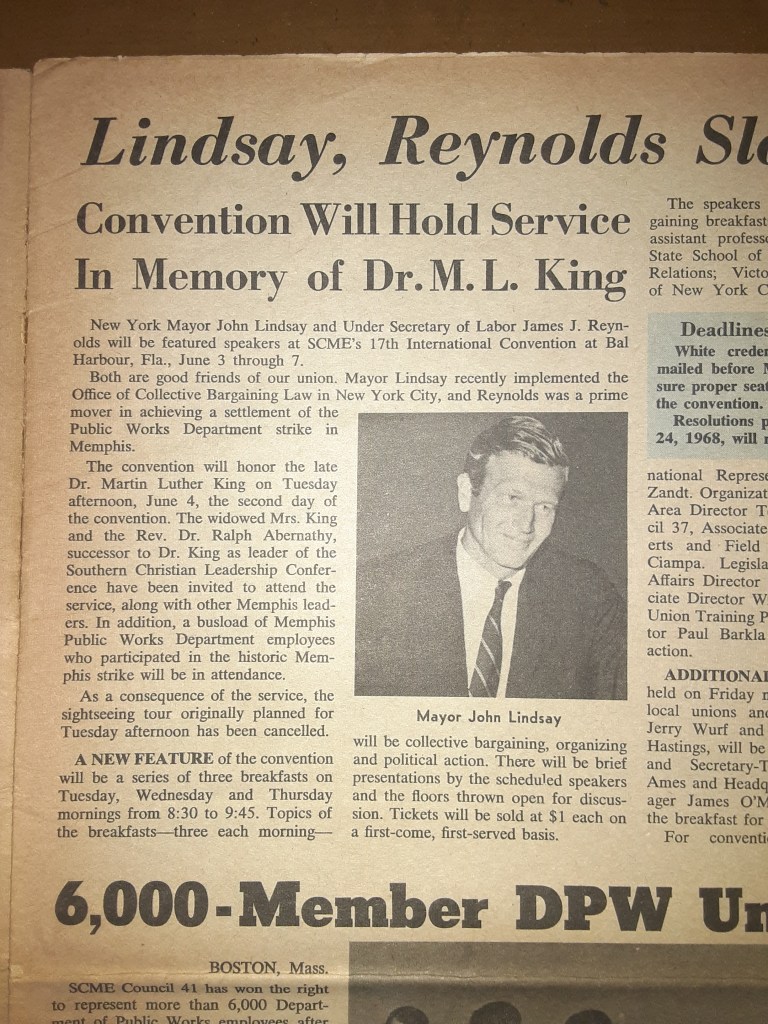 Lindsay, Reynolds
Convention Will Hold Service
In Memory of Dr. M. L. King
New York Mayor John Lindsay and Under Secretary of Labor James J. Reyn-
olds will be featured speakers at SCME's 17th International Convention at Bal
Harbour, Fla., June 3 through 7.
Both are good friends of our union. Mayor Lindsay recently implemented the
Office of Collective Bargaining Law in New York City, and Reynolds was a prime
mover in achieving a settlement of the
Public Works Department strike in
Memphis.
The convention will honor the late
Dr. Martin Luther King on Tuesday
afternoon, June 4, the second day of
the convention. The widowed Mrs. King
and the Rev. Dr. Ralph Abernathy,
successor to Dr. King as leader of the
Southern Christian Leadership Confer-
ence have been invited to attend the
service, along with other Memphis lead-
ers. In addition, a busload of Memphis
Public Works Department employees
who participated in the historic Mem-
phis strike will be in attendance.
As a consequence of the service, the
sightseeing tour originally planned for
Tuesday afternoon has been cancelled.
A NEW FEATURE of the convention
will be a series of three breakfasts on
Tuesday, Wednesday and Thursday
mornings from 8:30 to 9:45. Topics of
the breakfasts—three each morning—
Mayor John Lindsay
will be collective bargaining, organizing
and political action. There will be brief
presentations by the scheduled speakers
and the floors thrown open for discus-
sion. Tickets will be sold at $1 each on
a first-come, first-served basis.
The speakers
gaining breakfast
assistant profess
State School of
Relations; Victo
of New York C
Deadlines
White creden
mailed before M
sure proper seat
the convention.
Resolutions p
24, 1968, will
national Represe
Zandt. Organizat
Area Director T
cil 37, Associate
erts and Field
Ciampa. Legisla
Affairs Director
ciate Director W
Union Training P
tor Paul Barkla
action.
ADDITIONAL
held on Friday
local unions and
Jerry Wurf and
Hastings, will be
and Secretary-T
Ames and Headq
ager James O'M
the breakfast for
For conventi
6,000-Member DPW Un
BOSTON, Mass.
SCME Council 41 has won the right
to represent more than 6,000 Depart-
ment of Public Works employees after